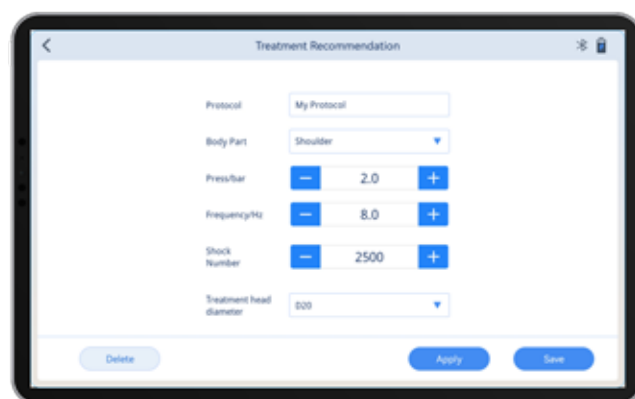 Treatment Recommendation
Protocol My Protocol
Body Part Shoulder
Press/bar 2.0
Frequency/Hz 8.0
Shock
Number 2500
Treatment head
diameter D20
Delete Apply Save